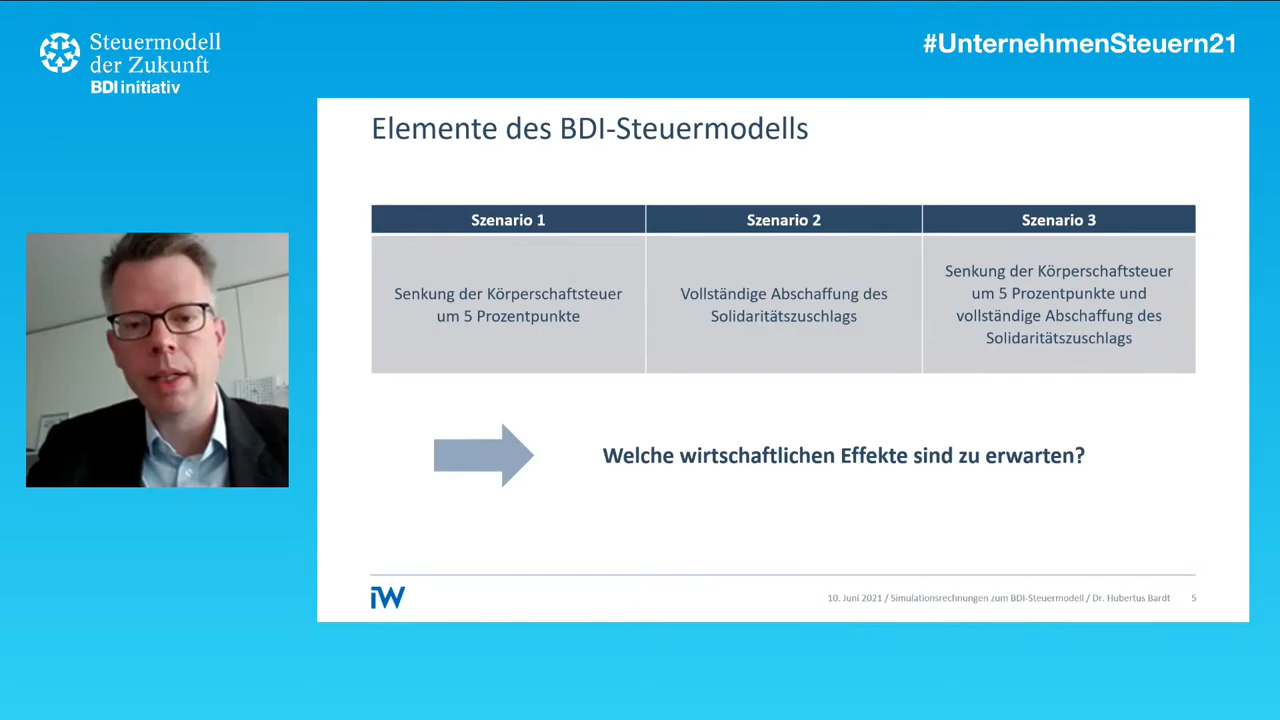 Steuermodell
der Zukunft
BDI initiativ
#UnternehmenSteuern21
Elemente des BDI-Steuermodells
Szenario 1
Szenario 2
Szenario 3
Senkung der Körperschaftsteuer
um 5 Prozentpunkte
Vollständige Abschaffung des
Solidaritätszuschlags
Senkung der Körperschaftsteuer
um 5 Prozentpunkte und
vollständige Abschaffung des
Solidaritätszuschlags
Welche wirtschaftlichen Effekte sind zu erwarten?
iW
10. Juni 2021 / Simulationsrechnungen zum BDI-Steuermodell / Dr. Hubertus Bardt 5